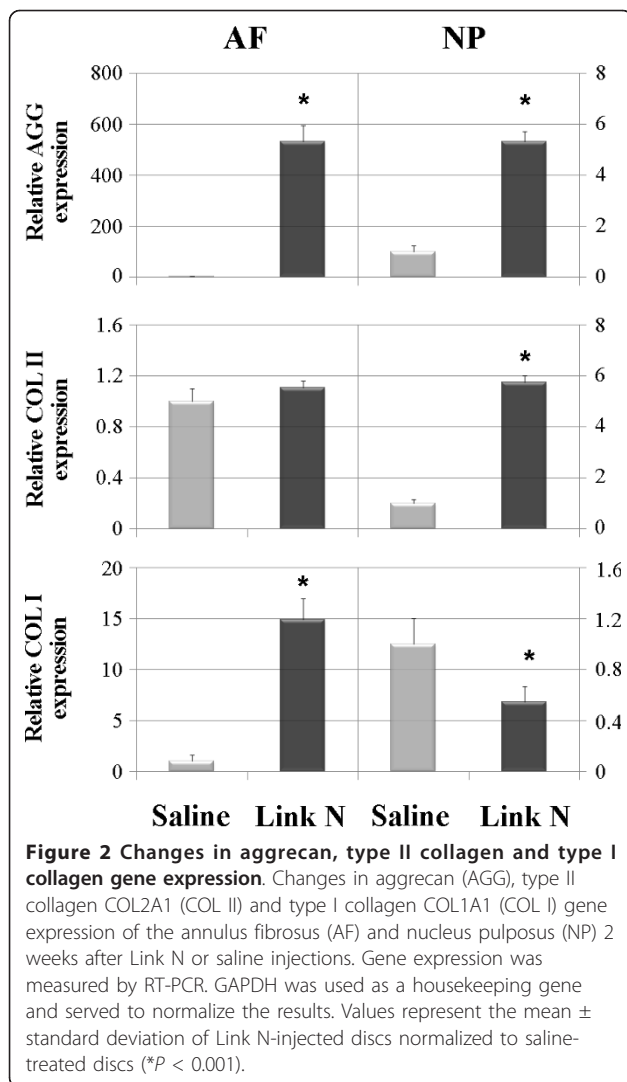 AF NP
800 8
* *
600 6
400 4
200 2
0 0
Relative AGG
expression
1.6 8
*
1.2 6
0.8 4
0.4 2
0 0
Relative COL II
expression
20 1.6
*
15 1.2
*
10 0.8
5 0.4
0 0
Relative COL I
expression
Saline Link N Saline Link N
Figure 2 Changes in aggrecan, type II collagen and type I
collagen gene expression. Changes in aggrecan (AGG), type II
collagen COL2A1 (COL II) and type I collagen COL1A1 (COL I) gene
expression of the annulus fibrosus (AF) and nucleus pulposus (NP) 2
weeks after Link N or saline injections. Gene expression was
measured by RT-PCR. GAPDH was used as a housekeeping gene
and served to normalize the results. Values represent the mean ±
standard deviation of Link N-injected discs normalized to saline-
treated discs (*P < 0.001).